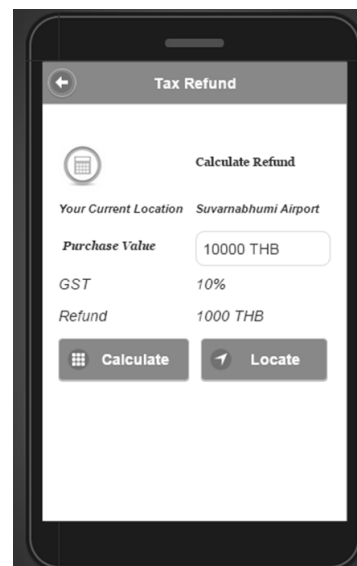 Tax Refund
Calculate Refund
Your Current Location Suvarnabhumi Airport
Purchase Value 10000 THB
GST 10%
Refund 1000 THB
Calculate Locate